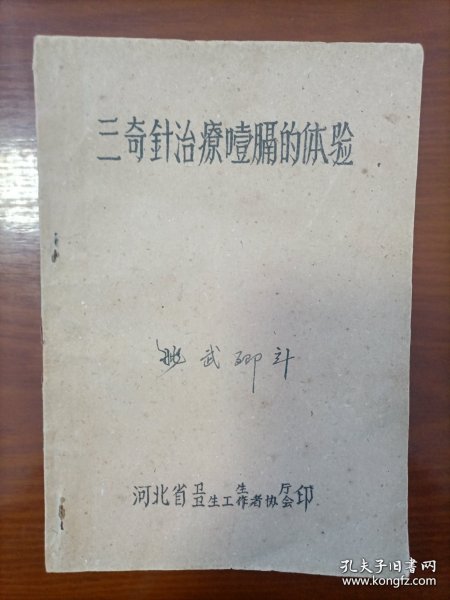 三奇針治療噎膈的体验
姚武卿
河北省卫生厅卫生工作者协会印
孔夫子旧书网
www.kongfz.com